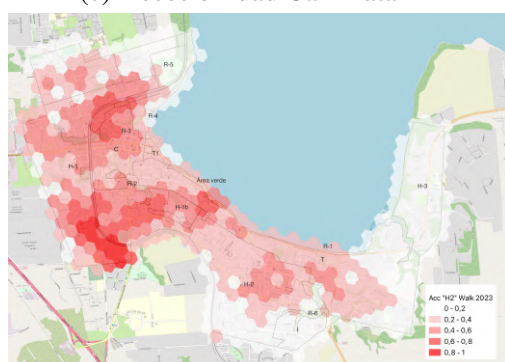 R-5
R-4
R-3
C
T1
H-1
R-2
Area verde
H-1b
H-3
R-1
T
H-2
R-6
Acc "H2" Walk 2023
0 - 0,2
0,2 - 0,4
0,4 - 0,6
0,6 - 0,8
0,8 - 1